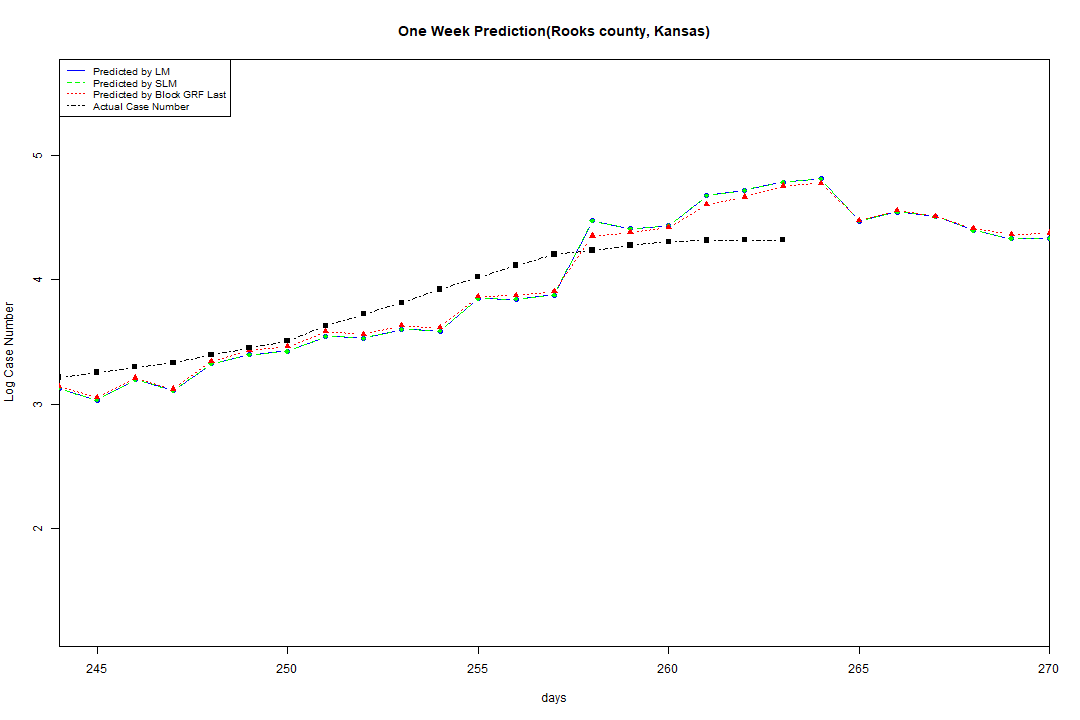 One Week Prediction(Rooks county, Kansas)
Predicted by LM
Predicted by SLM
Predicted by Block GRF Last
Actual Case Number
5
4
3
2
Log Case Number
245 250 255 260 265 270
days